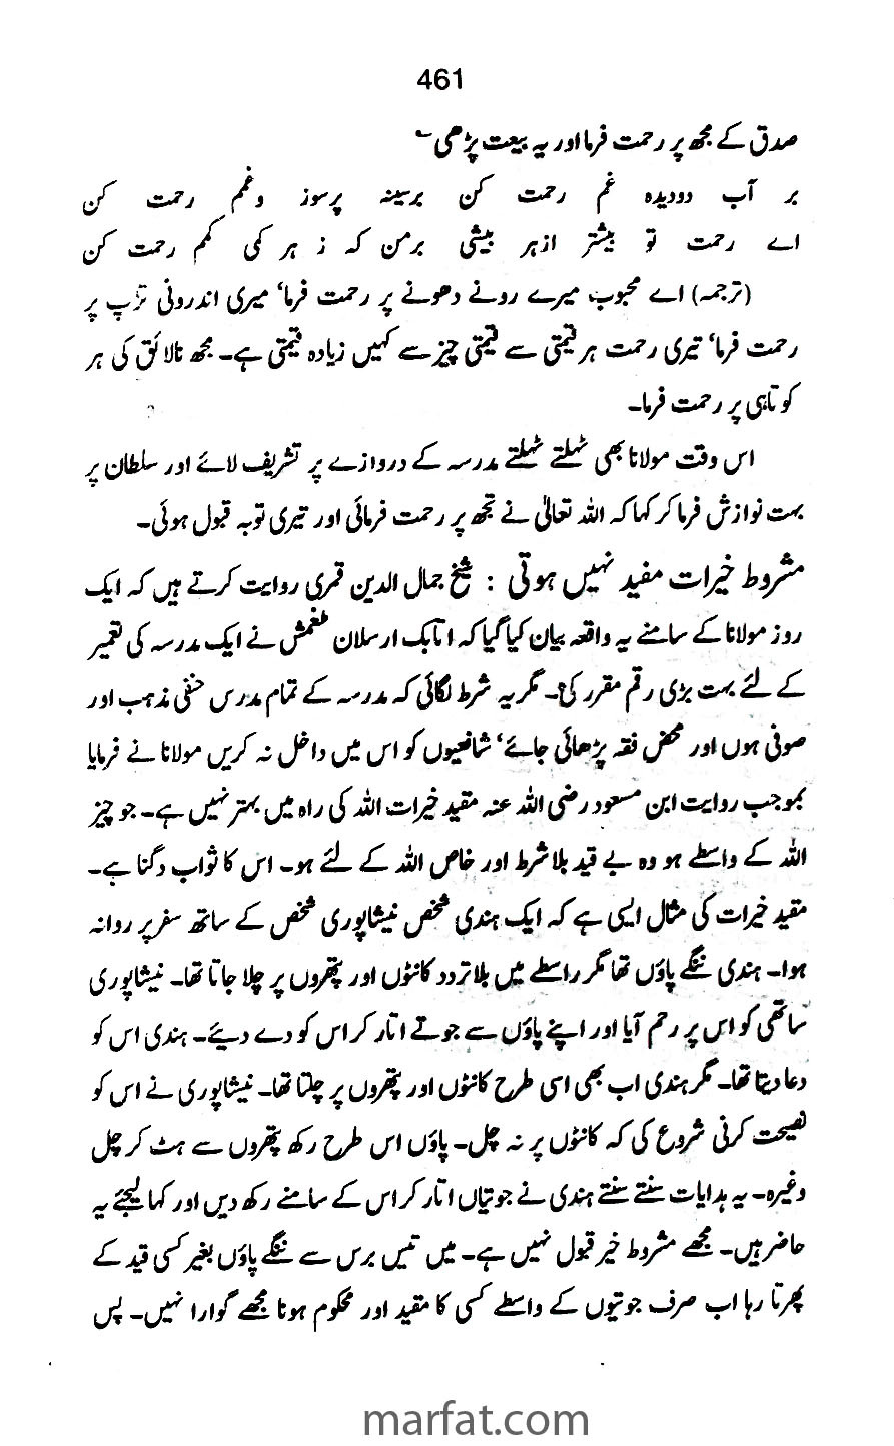 461
صدق کے مجھ پر رحمت فرما اور یہ بیعت پڑھی ؎
بر آب دودیدہ غم رحمت کن برسینہ پرسوز و غمم رحمت کن
اے رحمت تو بیشتر ازہر بیشی برمن کہ ز ہر کمی کمم رحمت کن
(ترجمہ) اے محبوب میرے رونے دھونے پر رحمت فرما‘ میری اندرونی تڑپ پر
رحمت فرما‘ تیری رحمت ہر قیمتی سے قیمتی چیز سے کہیں زیادہ قیمتی ہے۔ مجھ نالائق کی ہر
کوتاہی پر رحمت فرما۔
اس وقت مولانا بھی ٹہلتے ٹہلتے مدرسہ کے دروازے پر تشریف لائے اور سلطان پر
بہت نوازش فرما کر کہا کہ اللہ تعالیٰ نے تجھ پر رحمت فرمائی اور تیری توبہ قبول ہوئی۔
مشروط خیرات مفید نہیں ہوتی : شیخ جمال الدین قمری روایت کرتے ہیں کہ ایک
روز مولانا کے سامنے یہ واقعہ بیان کیا گیا کہ اتابک ارسلان طغمش نے ایک مدرسہ کی تعمیر
کے لئے بہت بڑی رقم مقرر کی۔ مگر یہ شرط لگائی کہ مدرسہ کے تمام مدرس حنفی مذہب اور
صوفی ہوں اور محض فقہ پڑھائی جائے‘ شافعیوں کو اس میں داخل نہ کریں مولانا نے فرمایا
بموجب روایت ابن مسعود رضی اللہ عنہ مقید خیرات اللہ کی راہ میں بہتر نہیں ہے۔ جو چیز
اللہ کے واسطے ہو وہ بے قید بلا شرط اور خاص اللہ کے لئے ہو۔ اس کا ثواب دگنا ہے۔
مقید خیرات کی مثال ایسی ہے کہ ایک ہندی شخص نیشاپوری شخص کے ساتھ سفر پر روانہ
ہوا۔ ہندی ننگے پاؤں تھا مگر راستے میں بلا تردد کانٹوں اور پتھروں پر چلا جاتا تھا۔ نیشاپوری
ساتھی کو اس پر رحم آیا اور اپنے پاؤں سے جوتے اتار کر اس کو دے دیئے۔ ہندی اس کو
دعا دیتا تھا۔ مگر ہندی اب بھی اسی طرح کانٹوں اور پتھروں پر چلتا تھا۔ نیشاپوری نے اس کو
نصیحت کرنی شروع کی کہ کانٹوں پر نہ چل۔ پاؤں اس طرح رکھ پتھروں سے ہٹ کر چل
وغیرہ۔ یہ ہدایات سنتے سنتے ہندی نے جوتیاں اتار کر اس کے سامنے رکھ دیں اور کہا لیجئے یہ
حاضر ہیں۔ مجھے مشروط خیر قبول نہیں ہے۔ میں تیس برس سے ننگے پاؤں بغیر کسی قید کے
پھرتا رہا اب صرف جوتیوں کے واسطے کسی کا مقید اور محکوم ہونا مجھے گوارا نہیں۔ پس
marfat.com